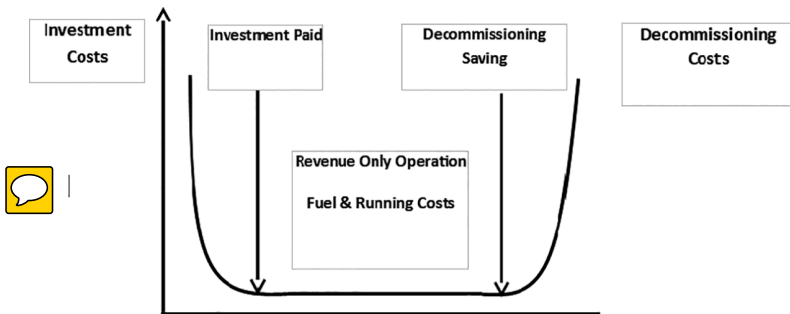 Investment
Costs
Investment Paid
Decommissioning
Saving
Decommissioning
Costs
Revenue Only Operation
Fuel & Running Costs